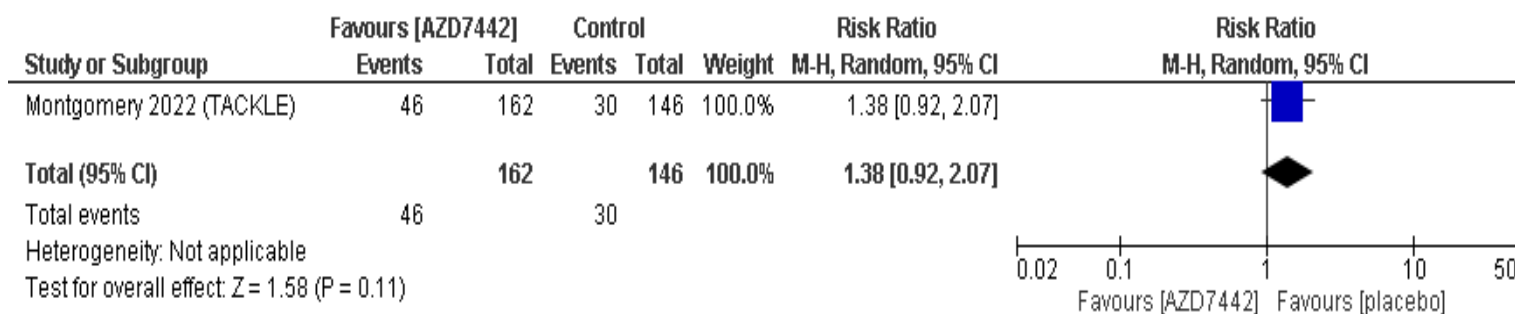 Favours [AZD7442] Control Risk Ratio Risk Ratio
Study or Subgroup Events Total Events Total Weight M-H, Random, 95% CI M-H, Random, 95% CI
Montgomery 2022 (TACKLE) 46 162 30 146 100.0% 1.38 [0.92, 2.07]
Total (95% CI) 162 146 100.0% 1.38 [0.92, 2.07]
Total events 46 30
Heterogeneity: Not applicable
Test for overall effect: Z = 1.58 (P = 0.11)
0.02 0.1 1 10 50
Favours [AZD7442] Favours [placebo]